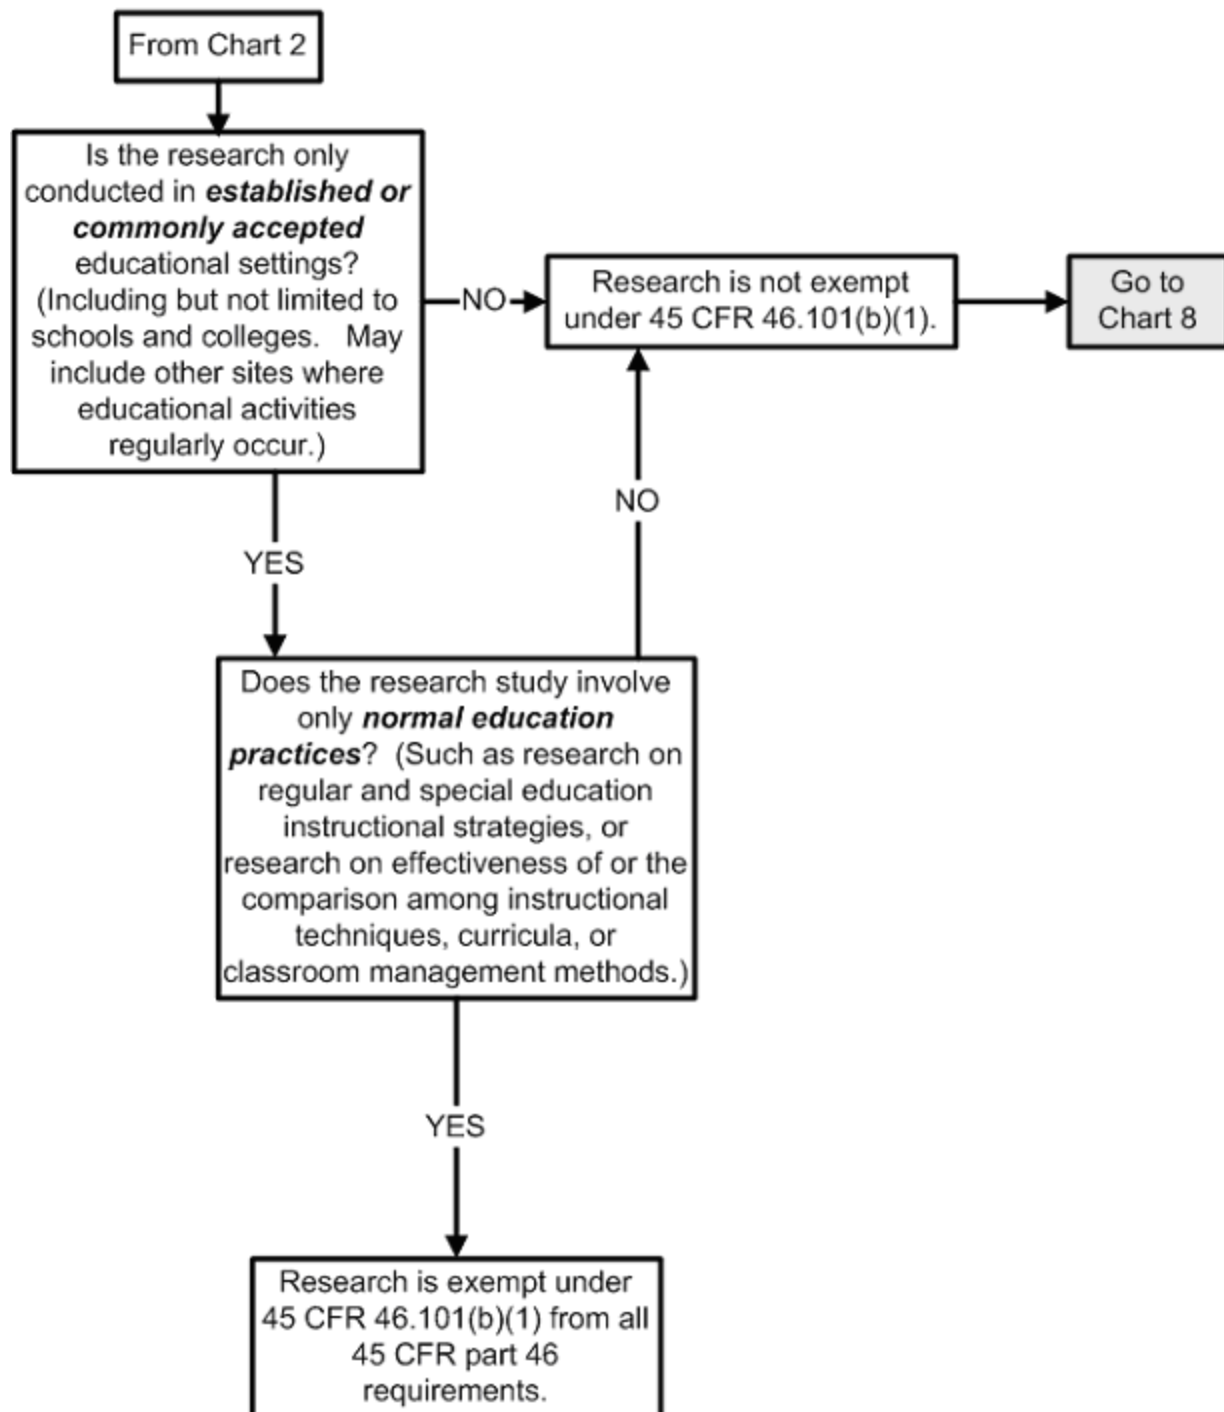 From Chart 2
Is the research only
conducted in established or
commonly accepted
educational settings?
(Including but not limited to
schools and colleges.   May
include other sites where
educational activities
regularly occur.)
NO
Research is not exempt
under 45 CFR 46.101(b)(1).
Go to
Chart 8
NO
YES
Does the research study involve
only normal education
practices?  (Such as research on
regular and special education
instructional strategies, or
research on effectiveness of or the
comparison among instructional
techniques, curricula, or
classroom management methods.)
YES
Research is exempt under
45 CFR 46.101(b)(1) from all
45 CFR part 46
requirements.